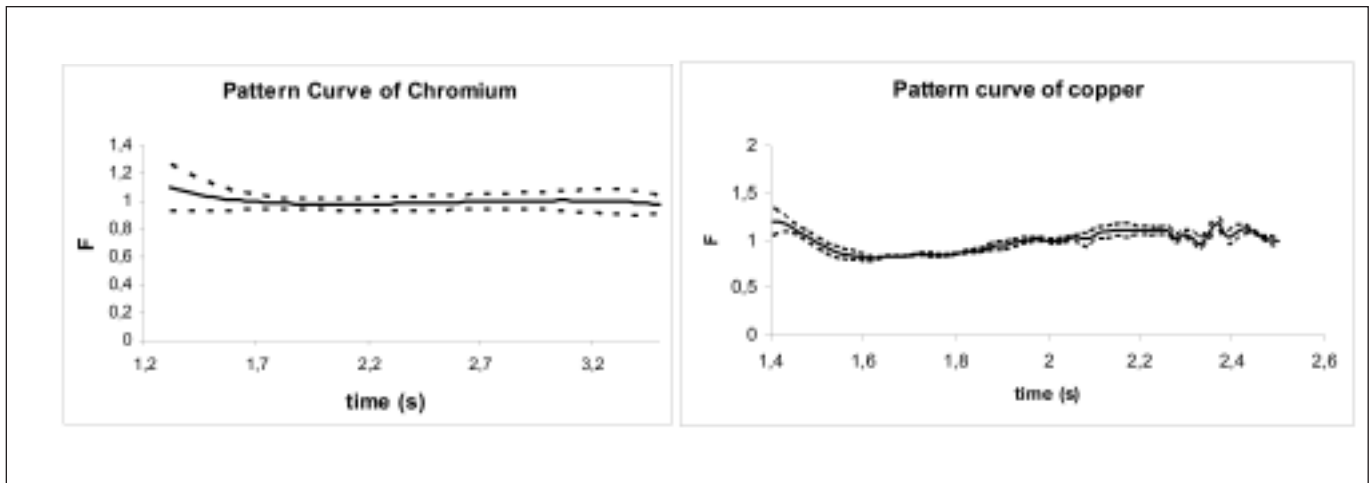 Pattern Curve of Chromium
1,4
1,2
1
0,8
0,6
0,4
0,2
0
F
1,2 1,7 2,2 2,7 3,2
time (s)
Pattern curve of copper
2
1,5
1
0,5
0
F
1,4 1,6 1,8 2 2,2 2,4 2,6
time (s)